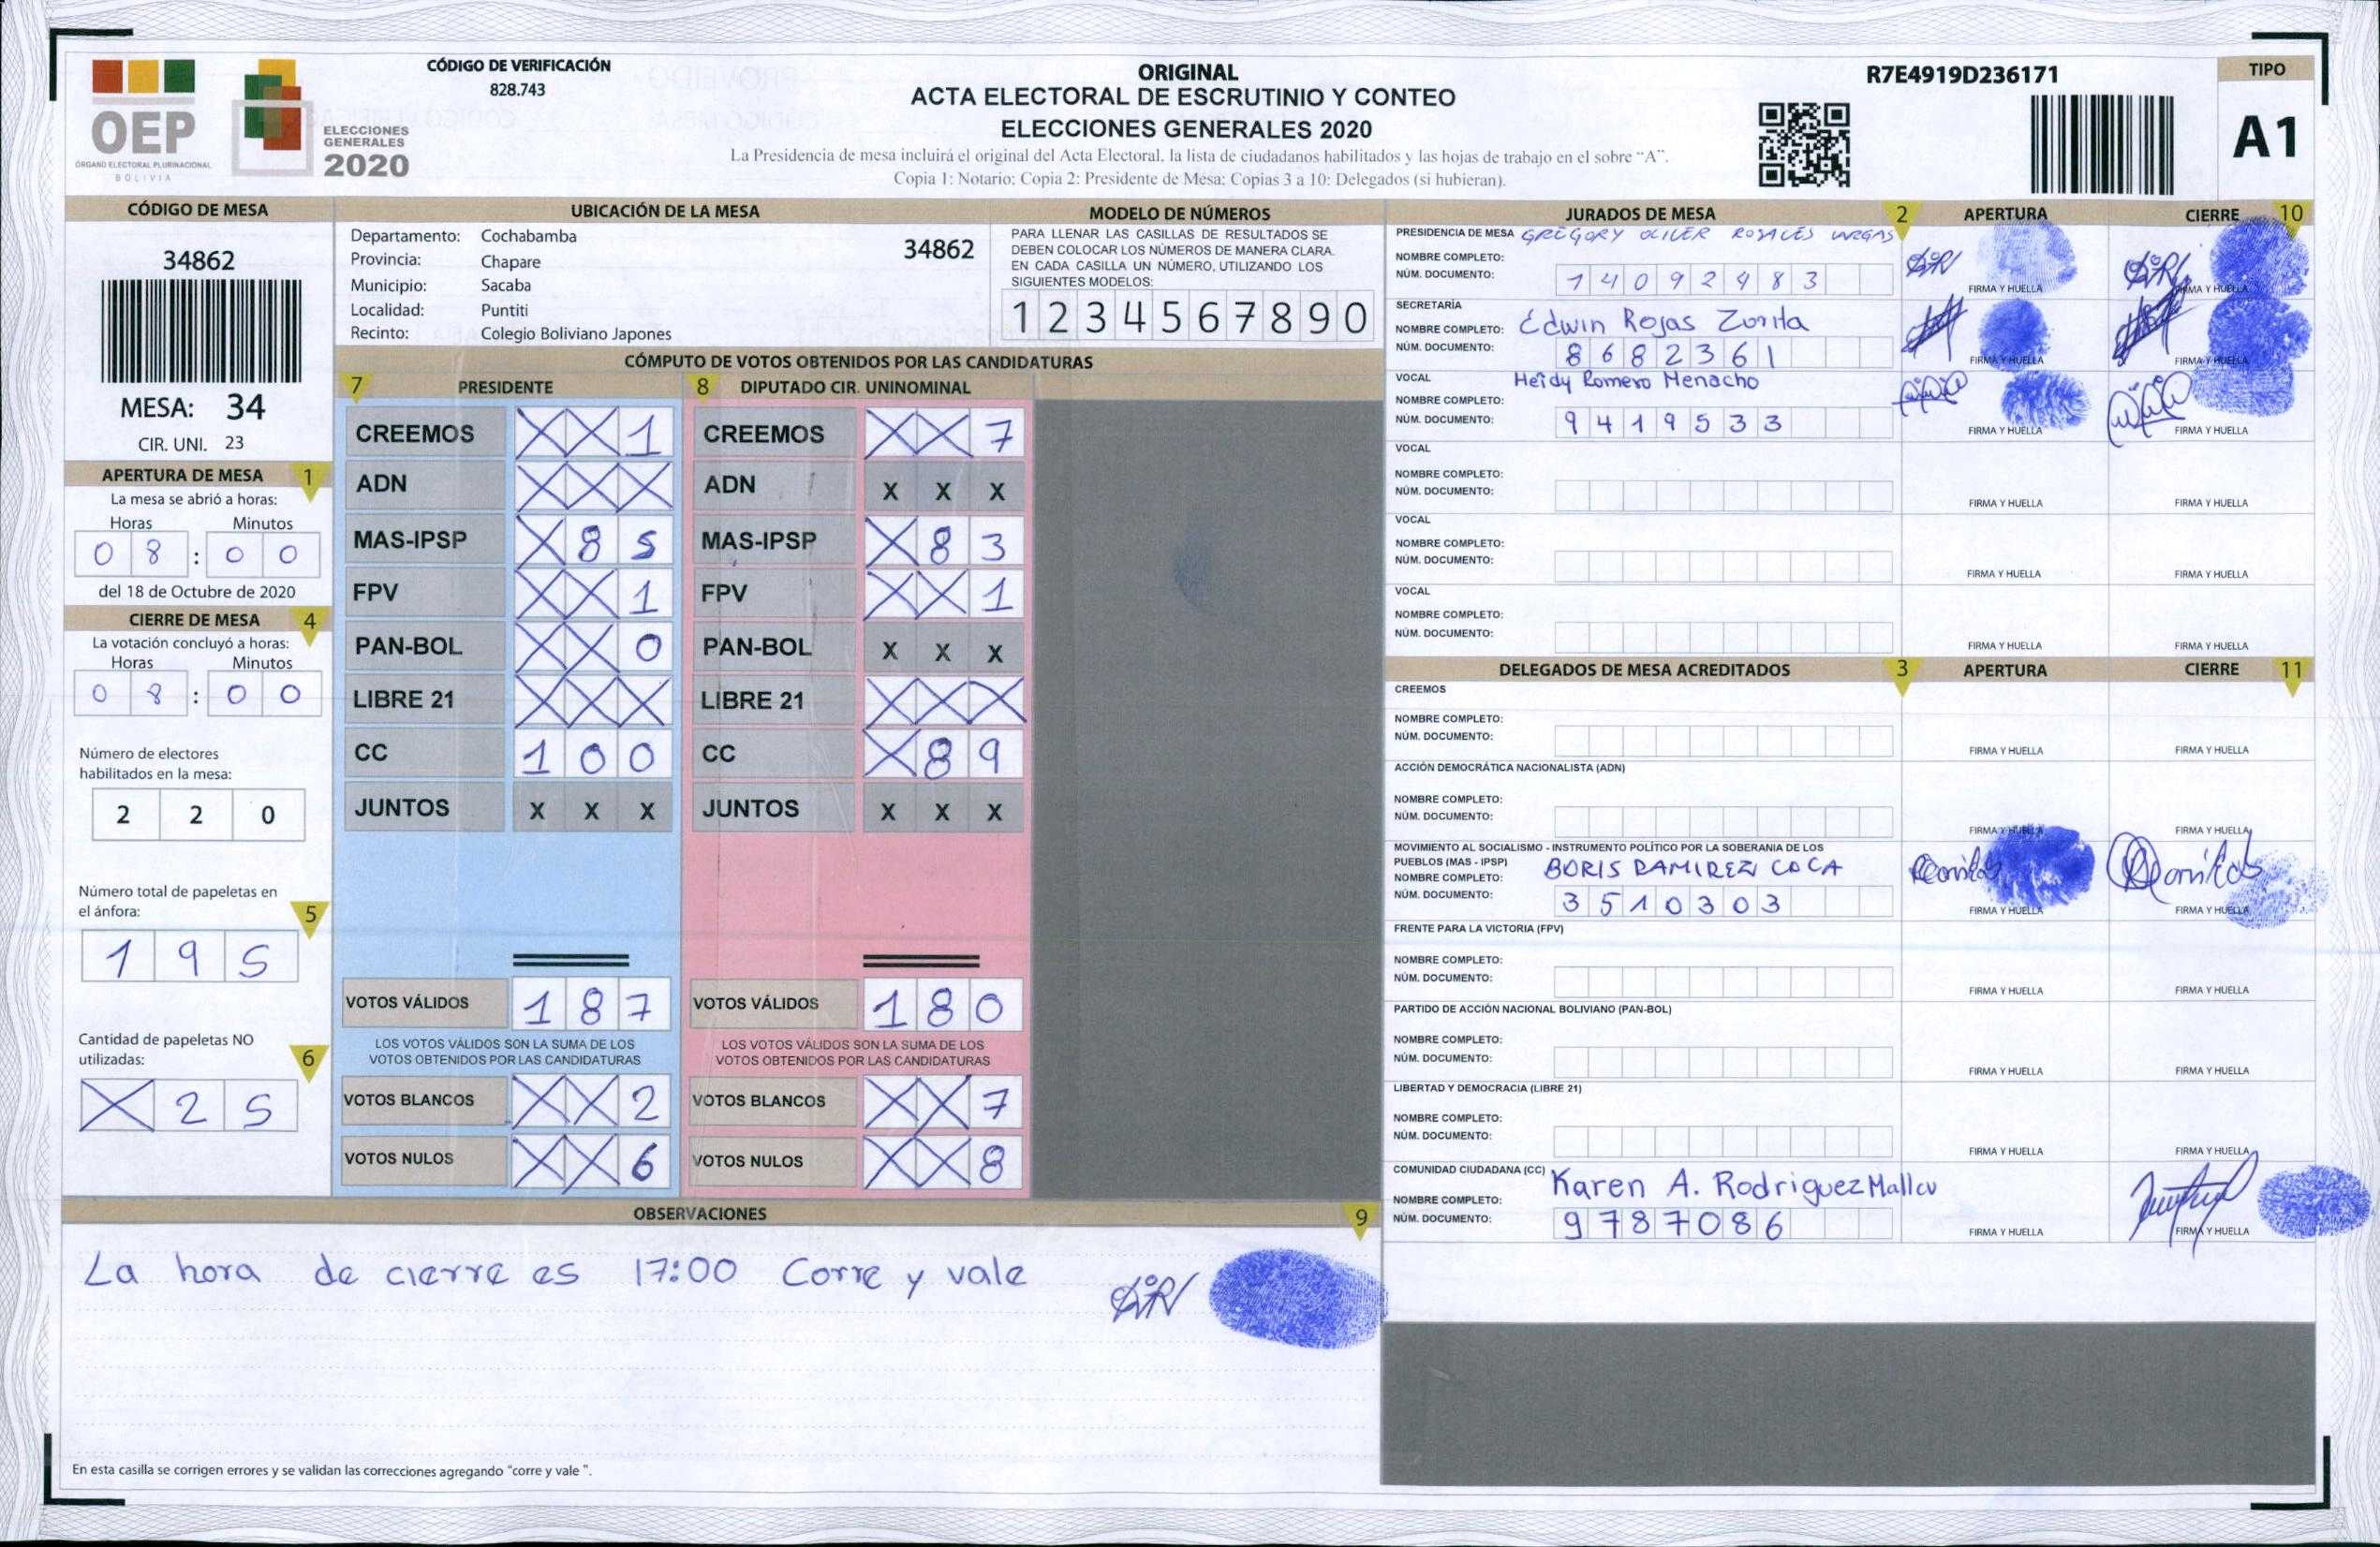 CÓDIGO DE VERIFICACIÓN
828.743
OEP
ÓRGANO ELECTORAL PLURINACIONAL
BOLIVIA
ELECCIONES
GENERALES
2020
ORIGINAL
ACTA ELECTORAL DE ESCRUTINIO Y CONTEO
ELECCIONES GENERALES 2020
La Presidencia de mesa incluirá el original del Acta Electoral, la lista de ciudadanos habilitados y las hojas de trabajo en el sobre "A".
Copia 1: Notario; Copia 2: Presidente de Mesa; Copias 3 a 10: Delegados (si hubieran).
R7E4919D236171
TIPO
A1
CÓDIGO DE MESA
34862
MESA: 34
CIR. UNI. 23
APERTURA DE MESA 1
La mesa se abrió a horas:
Horas Minutos
0 8 : 0 0
del 18 de Octubre de 2020
CIERRE DE MESA 4
La votación concluyó a horas:
Horas Minutos
0 8 : 0 0
Número de electores
habilitados en la mesa:
2 2 0
Número total de papeletas en
el ánfora: 5
1 9 5
Cantidad de papeletas NO
utilizadas: 6
X 2 5
UBICACIÓN DE LA MESA
Departamento: Cochabamba 34862
Provincia: Chapare
Municipio: Sacaba
Localidad: Puntiti
Recinto: Colegio Boliviano Japones
MODELO DE NÚMEROS
PARA LLENAR LAS CASILLAS DE RESULTADOS SE
DEBEN COLOCAR LOS NÚMEROS DE MANERA CLARA.
EN CADA CASILLA UN NÚMERO, UTILIZANDO LOS
SIGUIENTES MODELOS:
1 2 3 4 5 6 7 8 9 0
CÓMPUTO DE VOTOS OBTENIDOS POR LAS CANDIDATURAS
7 PRESIDENTE 8 DIPUTADO CIR. UNINOMINAL
CREEMOS X X 1 CREEMOS X X 7
ADN X X X ADN X X X
MAS-IPSP X 8 5 MAS-IPSP X 8 3
FPV X X 1 FPV X X 1
PAN-BOL X X 0 PAN-BOL X X X
LIBRE 21 X X X LIBRE 21 X X X
CC 1 0 0 CC X 8 9
JUNTOS X X X JUNTOS X X X
VOTOS VÁLIDOS 1 8 7 VOTOS VÁLIDOS 1 8 0
LOS VOTOS VÁLIDOS SON LA SUMA DE LOS LOS VOTOS VÁLIDOS SON LA SUMA DE LOS
VOTOS OBTENIDOS POR LAS CANDIDATURAS VOTOS OBTENIDOS POR LAS CANDIDATURAS
VOTOS BLANCOS X X 2 VOTOS BLANCOS X X 7
VOTOS NULOS X X 6 VOTOS NULOS X X 8
OBSERVACIONES 9
La hora de cierre es 17:00 Corre y vale
En esta casilla se corrigen errores y se validan las correcciones agregando "corre y vale ".
JURADOS DE MESA 2 APERTURA CIERRE 10
PRESIDENCIA DE MESA GREGORY OLIVER ROSALES VARGAS
NOMBRE COMPLETO:
NÚM. DOCUMENTO: 1 4 0 9 2 4 8 3
FIRMA Y HUELLA FIRMA Y HUELLA
SECRETARÍA
NOMBRE COMPLETO: Edwin Rojas Zurita
NÚM. DOCUMENTO: 8 6 8 2 3 6 1
FIRMA Y HUELLA FIRMA Y HUELLA
VOCAL Heidy Romero Menacho
NOMBRE COMPLETO:
NÚM. DOCUMENTO: 9 4 1 9 5 3 3
FIRMA Y HUELLA FIRMA Y HUELLA
VOCAL
NOMBRE COMPLETO:
NÚM. DOCUMENTO:
FIRMA Y HUELLA FIRMA Y HUELLA
VOCAL
NOMBRE COMPLETO:
NÚM. DOCUMENTO:
FIRMA Y HUELLA FIRMA Y HUELLA
VOCAL
NOMBRE COMPLETO:
NÚM. DOCUMENTO:
FIRMA Y HUELLA FIRMA Y HUELLA
DELEGADOS DE MESA ACREDITADOS 3 APERTURA CIERRE 11
CREEMOS
NOMBRE COMPLETO:
NÚM. DOCUMENTO:
FIRMA Y HUELLA FIRMA Y HUELLA
ACCIÓN DEMOCRÁTICA NACIONALISTA (ADN)
NOMBRE COMPLETO:
NÚM. DOCUMENTO:
FIRMA Y HUELLA FIRMA Y HUELLA
MOVIMIENTO AL SOCIALISMO - INSTRUMENTO POLÍTICO POR LA SOBERANIA DE LOS
PUEBLOS (MAS - IPSP) BORIS RAMIREZ COCA
NOMBRE COMPLETO:
NÚM. DOCUMENTO: 3 5 1 0 3 0 3
FIRMA Y HUELLA FIRMA Y HUELLA
FRENTE PARA LA VICTORIA (FPV)
NOMBRE COMPLETO:
NÚM. DOCUMENTO:
FIRMA Y HUELLA FIRMA Y HUELLA
PARTIDO DE ACCIÓN NACIONAL BOLIVIANO (PAN-BOL)
NOMBRE COMPLETO:
NÚM. DOCUMENTO:
FIRMA Y HUELLA FIRMA Y HUELLA
LIBERTAD Y DEMOCRACIA (LIBRE 21)
NOMBRE COMPLETO:
NÚM. DOCUMENTO:
FIRMA Y HUELLA FIRMA Y HUELLA
COMUNIDAD CIUDADANA (CC) Karen A. Rodriguez
NOMBRE COMPLETO:
NÚM. DOCUMENTO: 9 7 8 7 0 8 6
FIRMA Y HUELLA FIRMA Y HUELLA